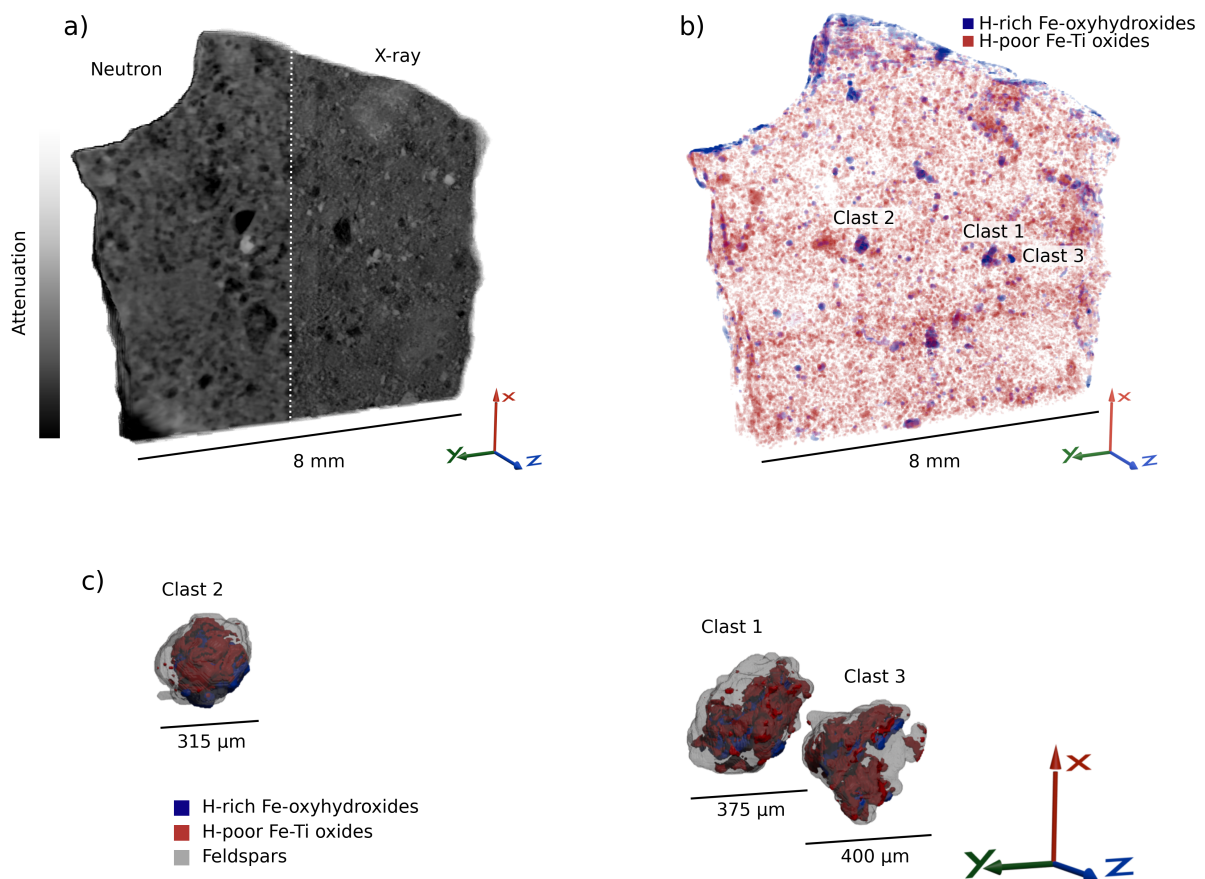 a)
Neutron
X-ray
Attenuation
8 mm
X
Y
Z
b)
H-rich Fe-oxyhydroxides
H-poor Fe-Ti oxides
Clast 2
Clast 1
Clast 3
8 mm
X
Y
Z
c)
Clast 2
315 μm
Clast 1
375 μm
Clast 3
400 μm
H-rich Fe-oxyhydroxides
H-poor Fe-Ti oxides
Feldspars
X
Y
Z